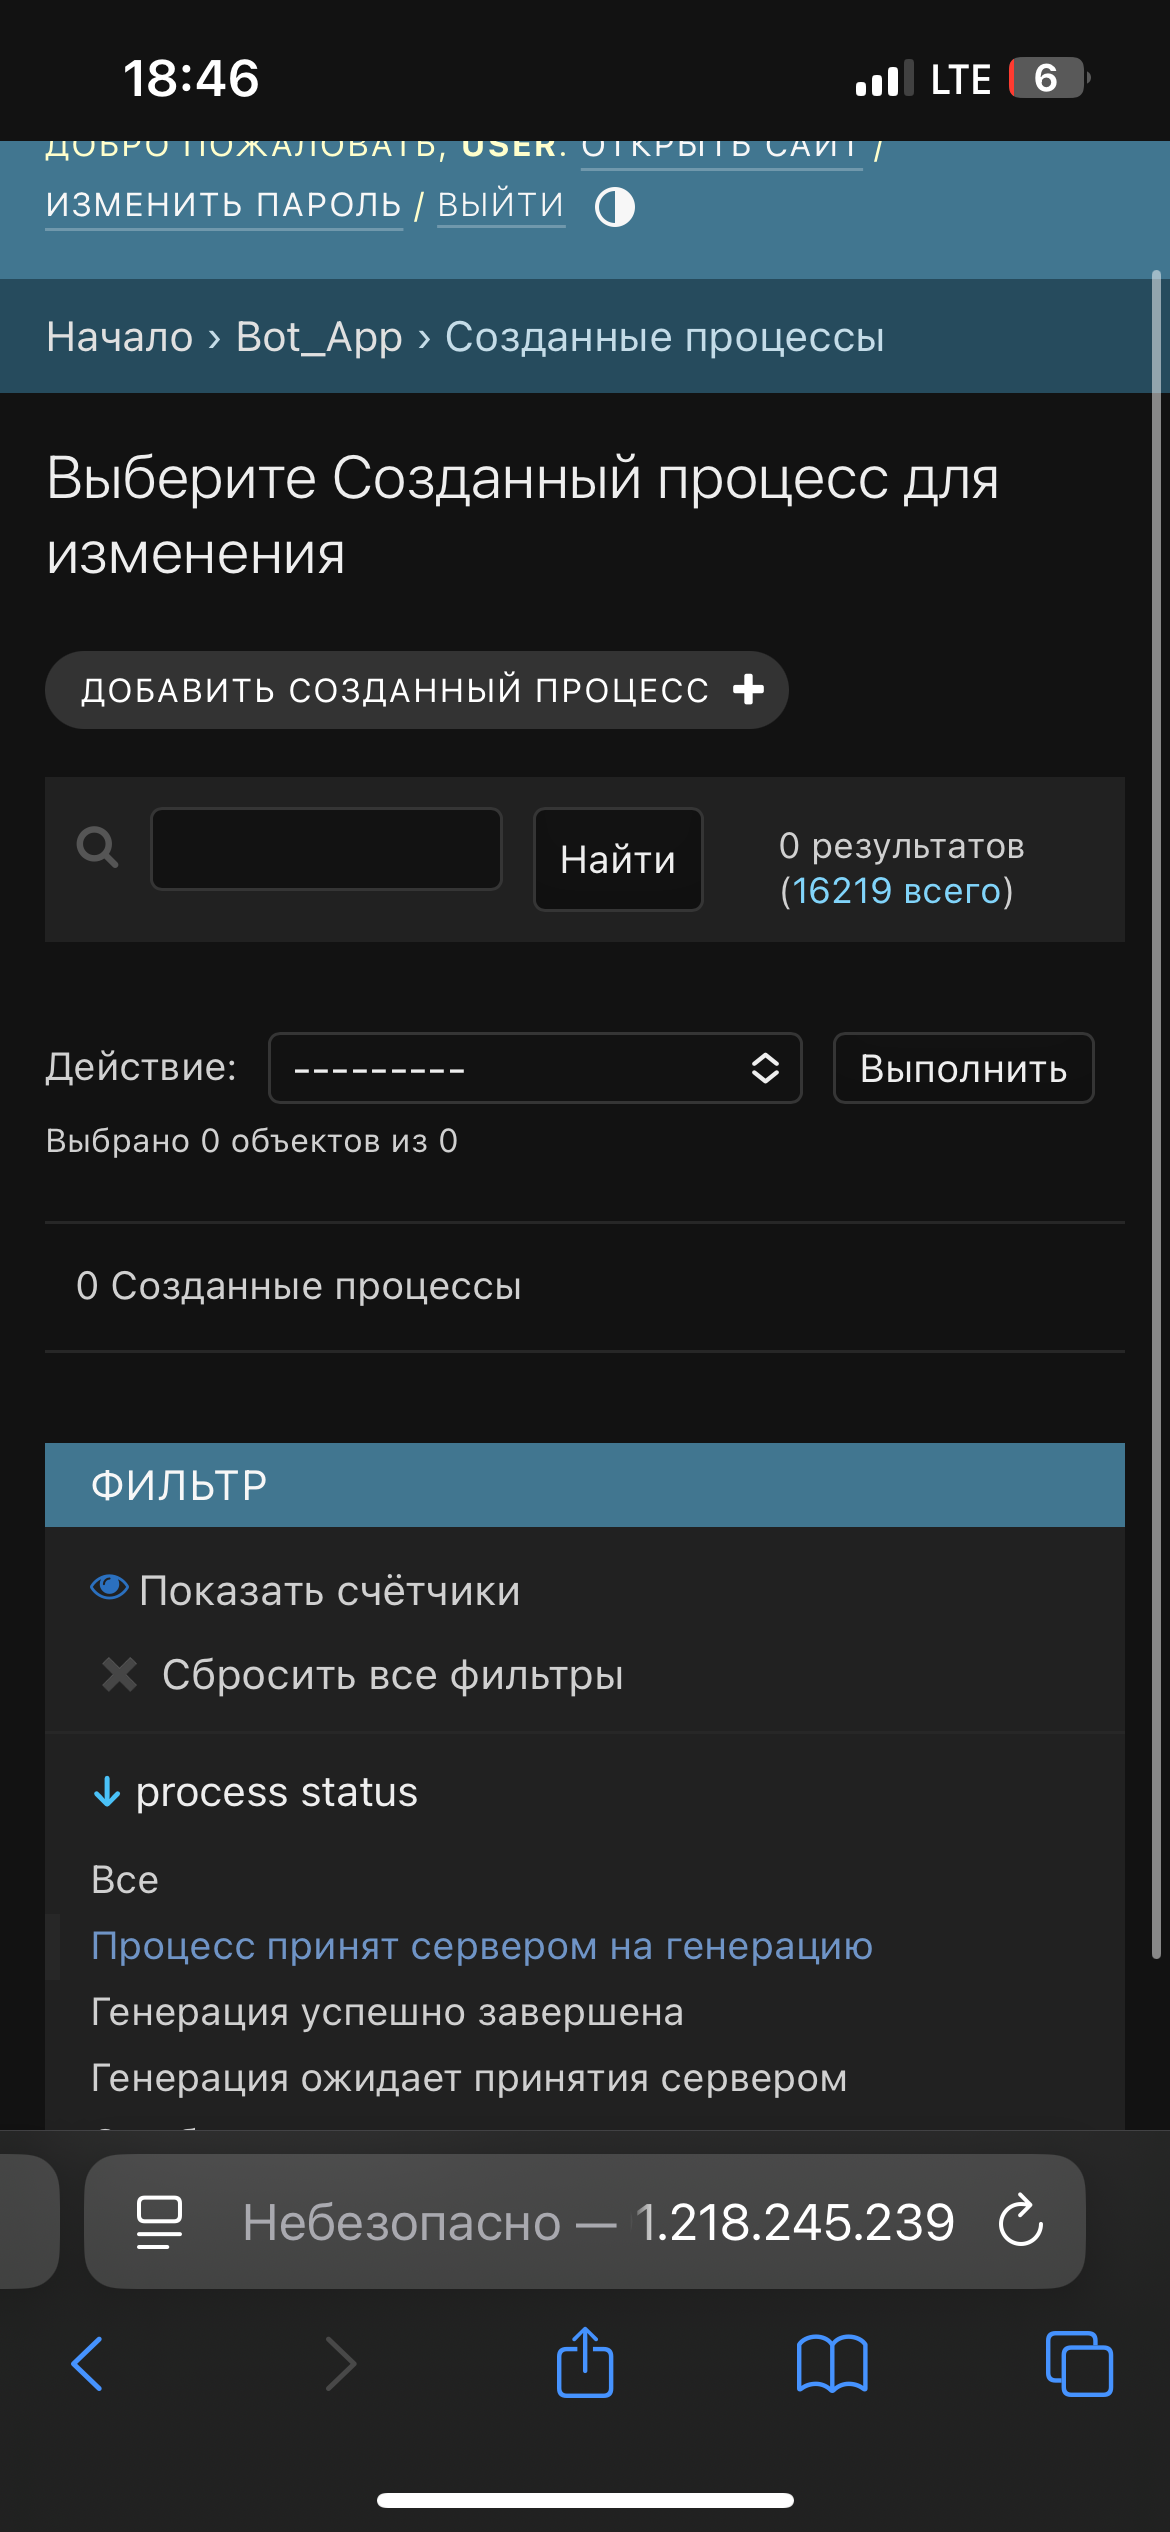 18:46 LTE 6
ДОБРО ПОЖАЛОВАТЬ, USER. ОТКРЫТЬ САЙТ /
ИЗМЕНИТЬ ПАРОЛЬ / ВЫЙТИ
Начало › Bot_App › Созданные процессы
Выберите Созданный процесс для
изменения
ДОБАВИТЬ СОЗДАННЫЙ ПРОЦЕСС +
Найти
0 результатов
(16219 всего)
Действие: --------- Выполнить
Выбрано 0 объектов из 0
0 Созданные процессы
ФИЛЬТР
Показать счётчики
Сбросить все фильтры
process status
Все
Процесс принят сервером на генерацию
Генерация успешно завершена
Генерация ожидает принятия сервером
Небезопасно — 1.218.245.239